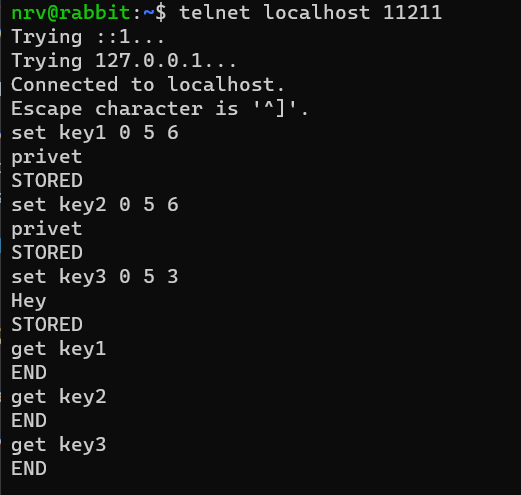 nrv@rabbit:~$ telnet localhost 11211
Trying ::1...
Trying 127.0.0.1...
Connected to localhost.
Escape character is '^]'.
set key1 0 5 6
privet
STORED
set key2 0 5 6
privet
STORED
set key3 0 5 3
Hey
STORED
get key1
END
get key2
END
get key3
END